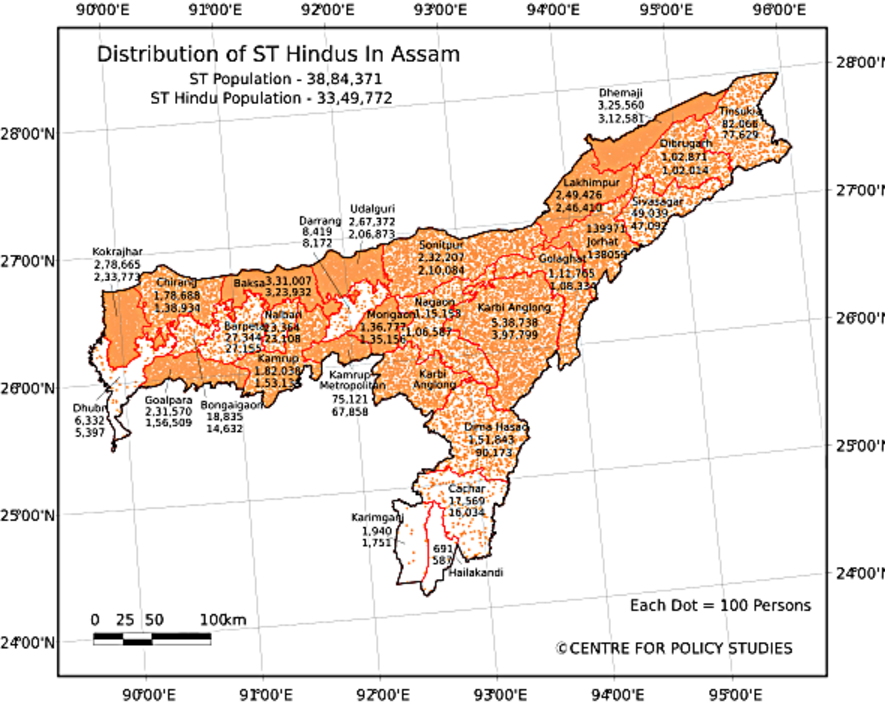 90°00'E 91°00'E 92°00'E 93°00'E 94°00'E 95°00'E 96°00'E
Distribution of ST Hindus In Assam
ST Population - 38,84,371
ST Hindu Population - 33,49,772
28°00'N
28°00'N
27°00'N
27°00'N
26°00'N
26°00'N
25°00'N
25°00'N
24°00'N
24°00'N
Dhemaji
3,25,560
3,12,581
Tinsukia
82,066
77,629
Dibrugarh
1,02,871
1,02,014
Lakhimpur
2,49,426
2,46,410
Sivasagar
49,039
47,092
139971
Jorhat
138059
Golaghat
1,11,765
1,08,334
Udalguri
2,67,372
2,06,873
Darrang
8,419
8,172
Sonitpur
2,32,207
2,10,084
Kokrajhar
2,78,665
2,33,773
Chirang
1,78,688
1,38,934
Baksa 3,31,007
3,23,932
Nalbari
23,364
23,108
Barpeta
27,344
27,155
Morigaon
1,36,777
1,35,156
Nagaon
1,15,158
1,06,587
Karbi Anglong
5,38,738
3,97,799
Kamrup
1,82,038
Kamrup
Metropolitan
75,121
67,858
Karbi
Anglong
Dhubri
6,332
5,397
Goalpara
2,31,570
1,56,509
Bongaigaon
18,835
14,632
Dima Hasao
1,51,843
90,173
Cachar
17,569
16,034
Karimganj
1,940
1,751
691
587
Hailakandi
0 25 50 100km
Each Dot = 100 Persons
©CENTRE FOR POLICY STUDIES
90°00'E 91°00'E 92°00'E 93°00'E 94°00'E 95°00'E